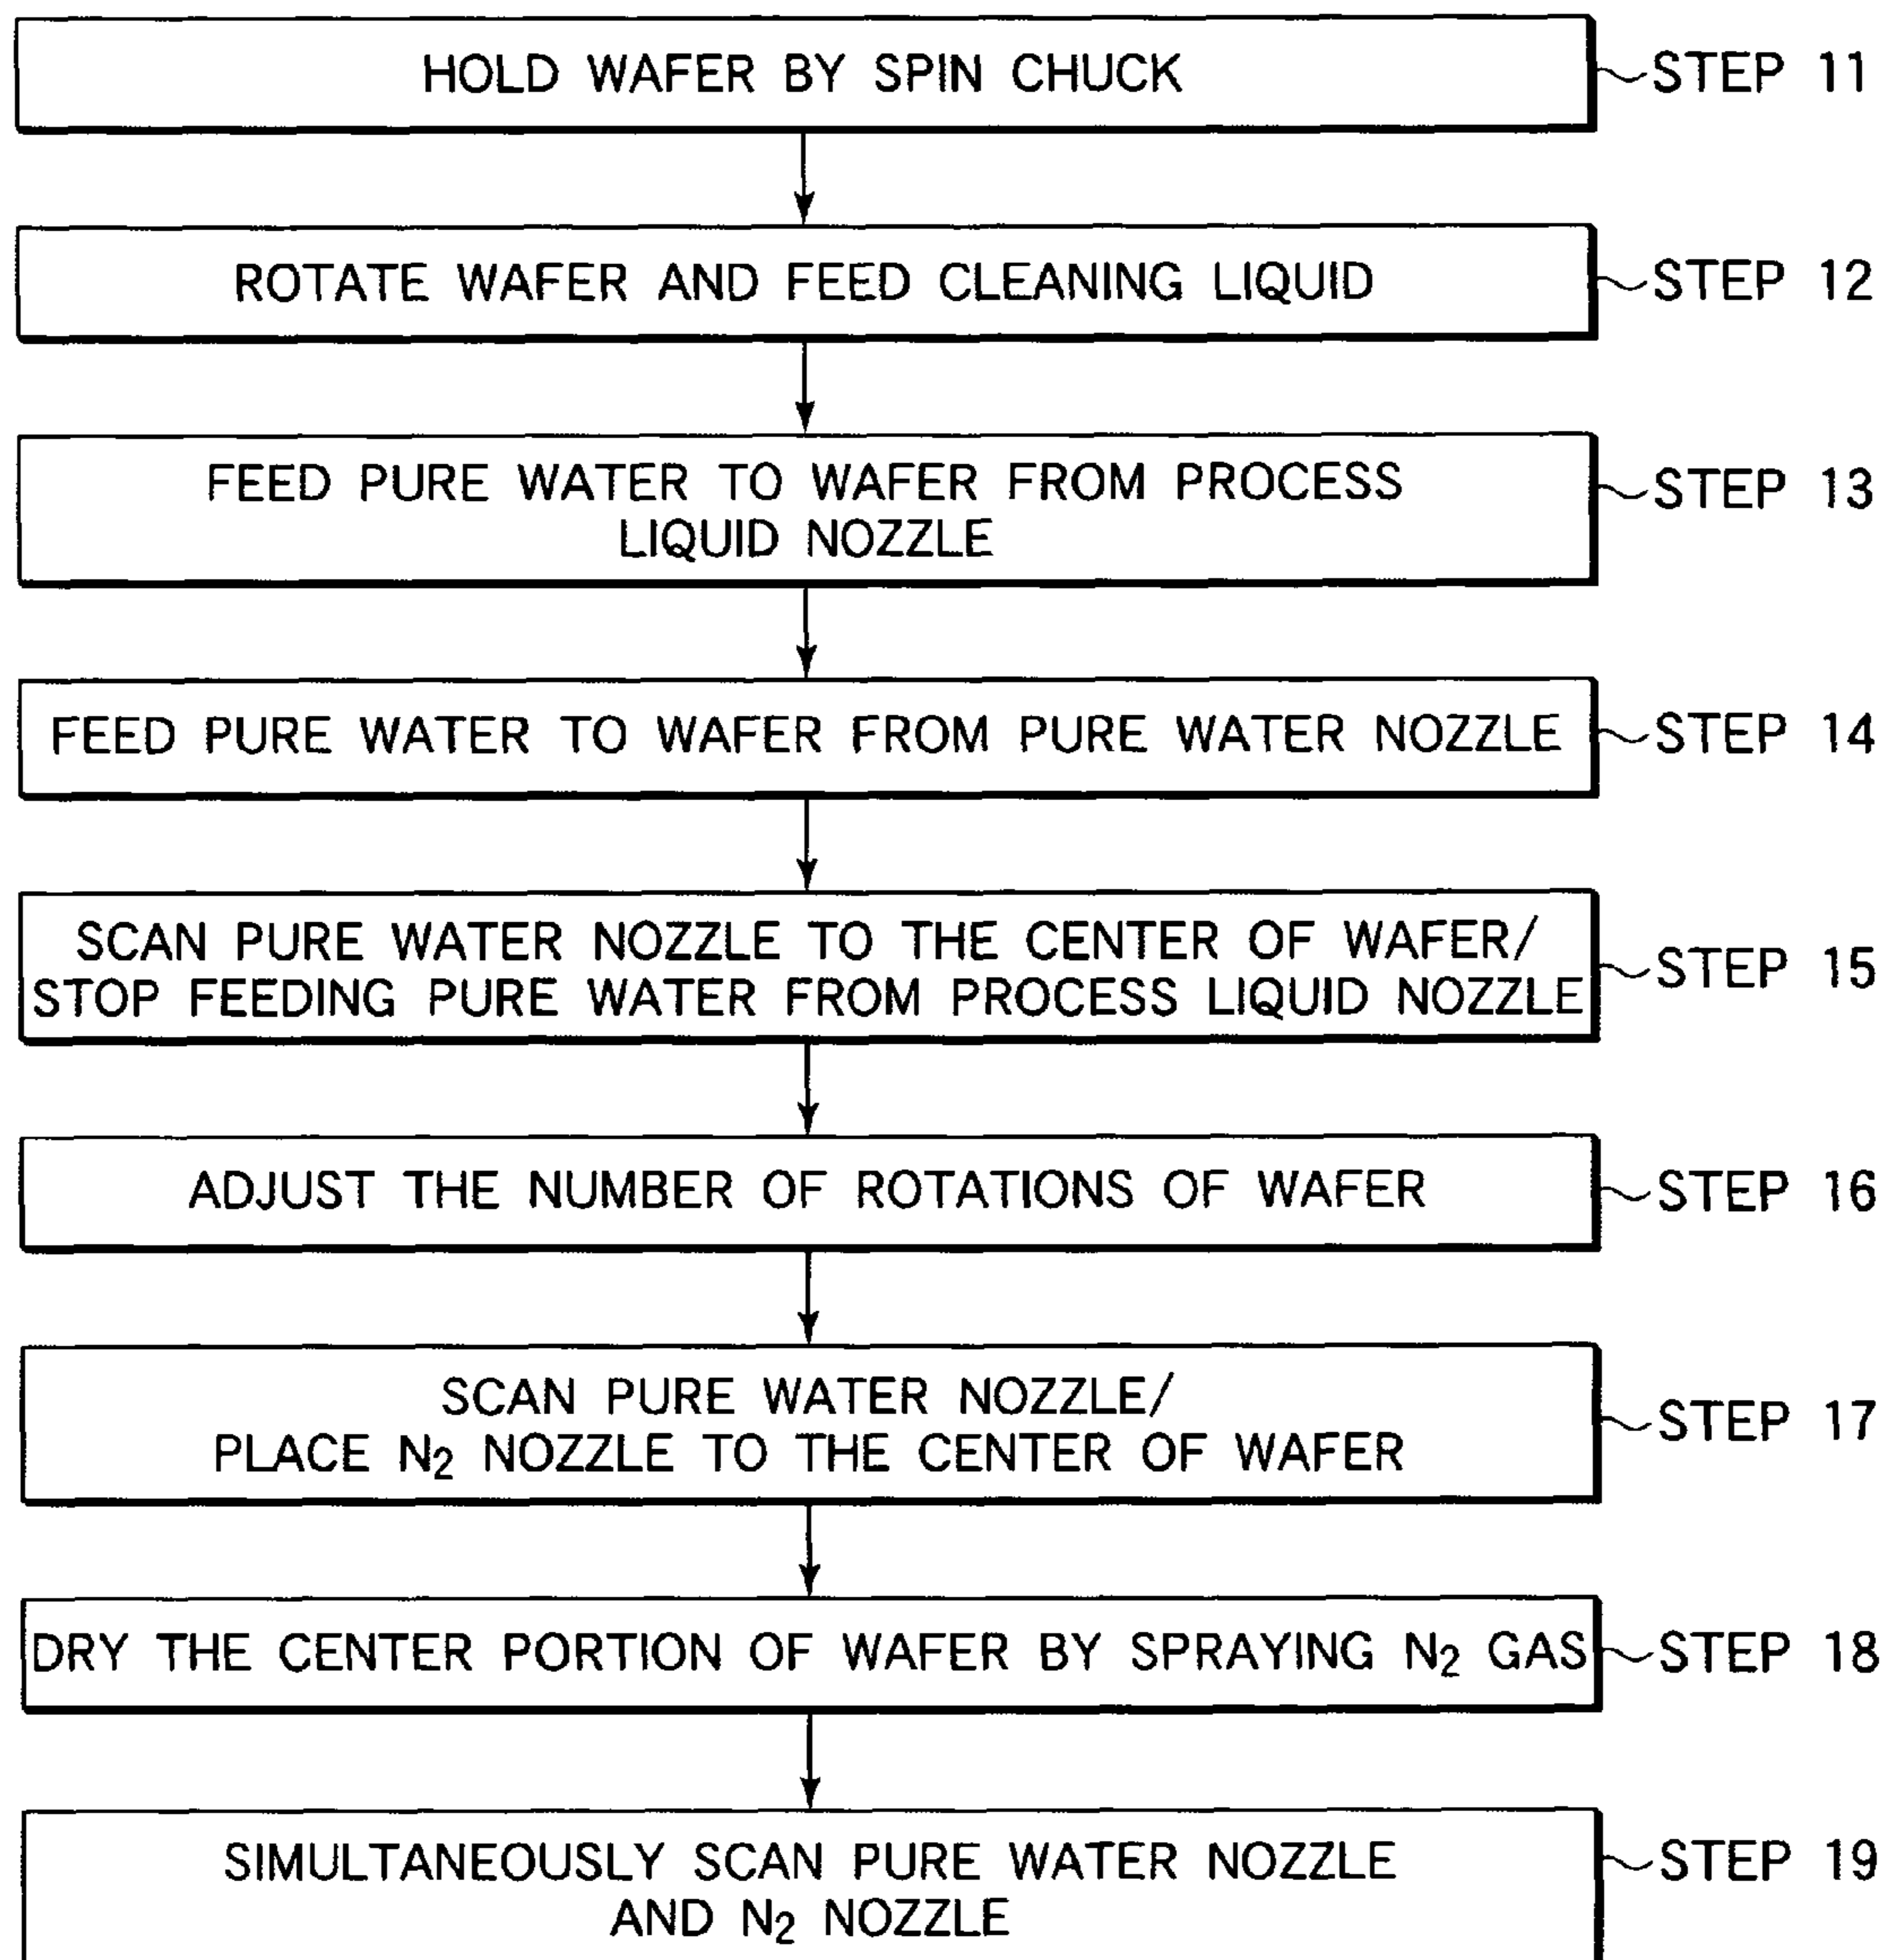 HOLD WAFER BY SPIN CHUCK
STEP 11
ROTATE WAFER AND FEED CLEANING LIQUID
STEP 12
FEED PURE WATER TO WAFER FROM PROCESS
LIQUID NOZZLE
STEP 13
FEED PURE WATER TO WAFER FROM PURE WATER NOZZLE
STEP 14
SCAN PURE WATER NOZZLE TO THE CENTER OF WAFER/
STOP FEEDING PURE WATER FROM PROCESS LIQUID NOZZLE
STEP 15
ADJUST THE NUMBER OF ROTATIONS OF WAFER
STEP 16
SCAN PURE WATER NOZZLE/
PLACE N₂ NOZZLE TO THE CENTER OF WAFER
STEP 17
DRY THE CENTER PORTION OF WAFER BY SPRAYING N₂ GAS
STEP 18
SIMULTANEOUSLY SCAN PURE WATER NOZZLE
AND N₂ NOZZLE
STEP 19